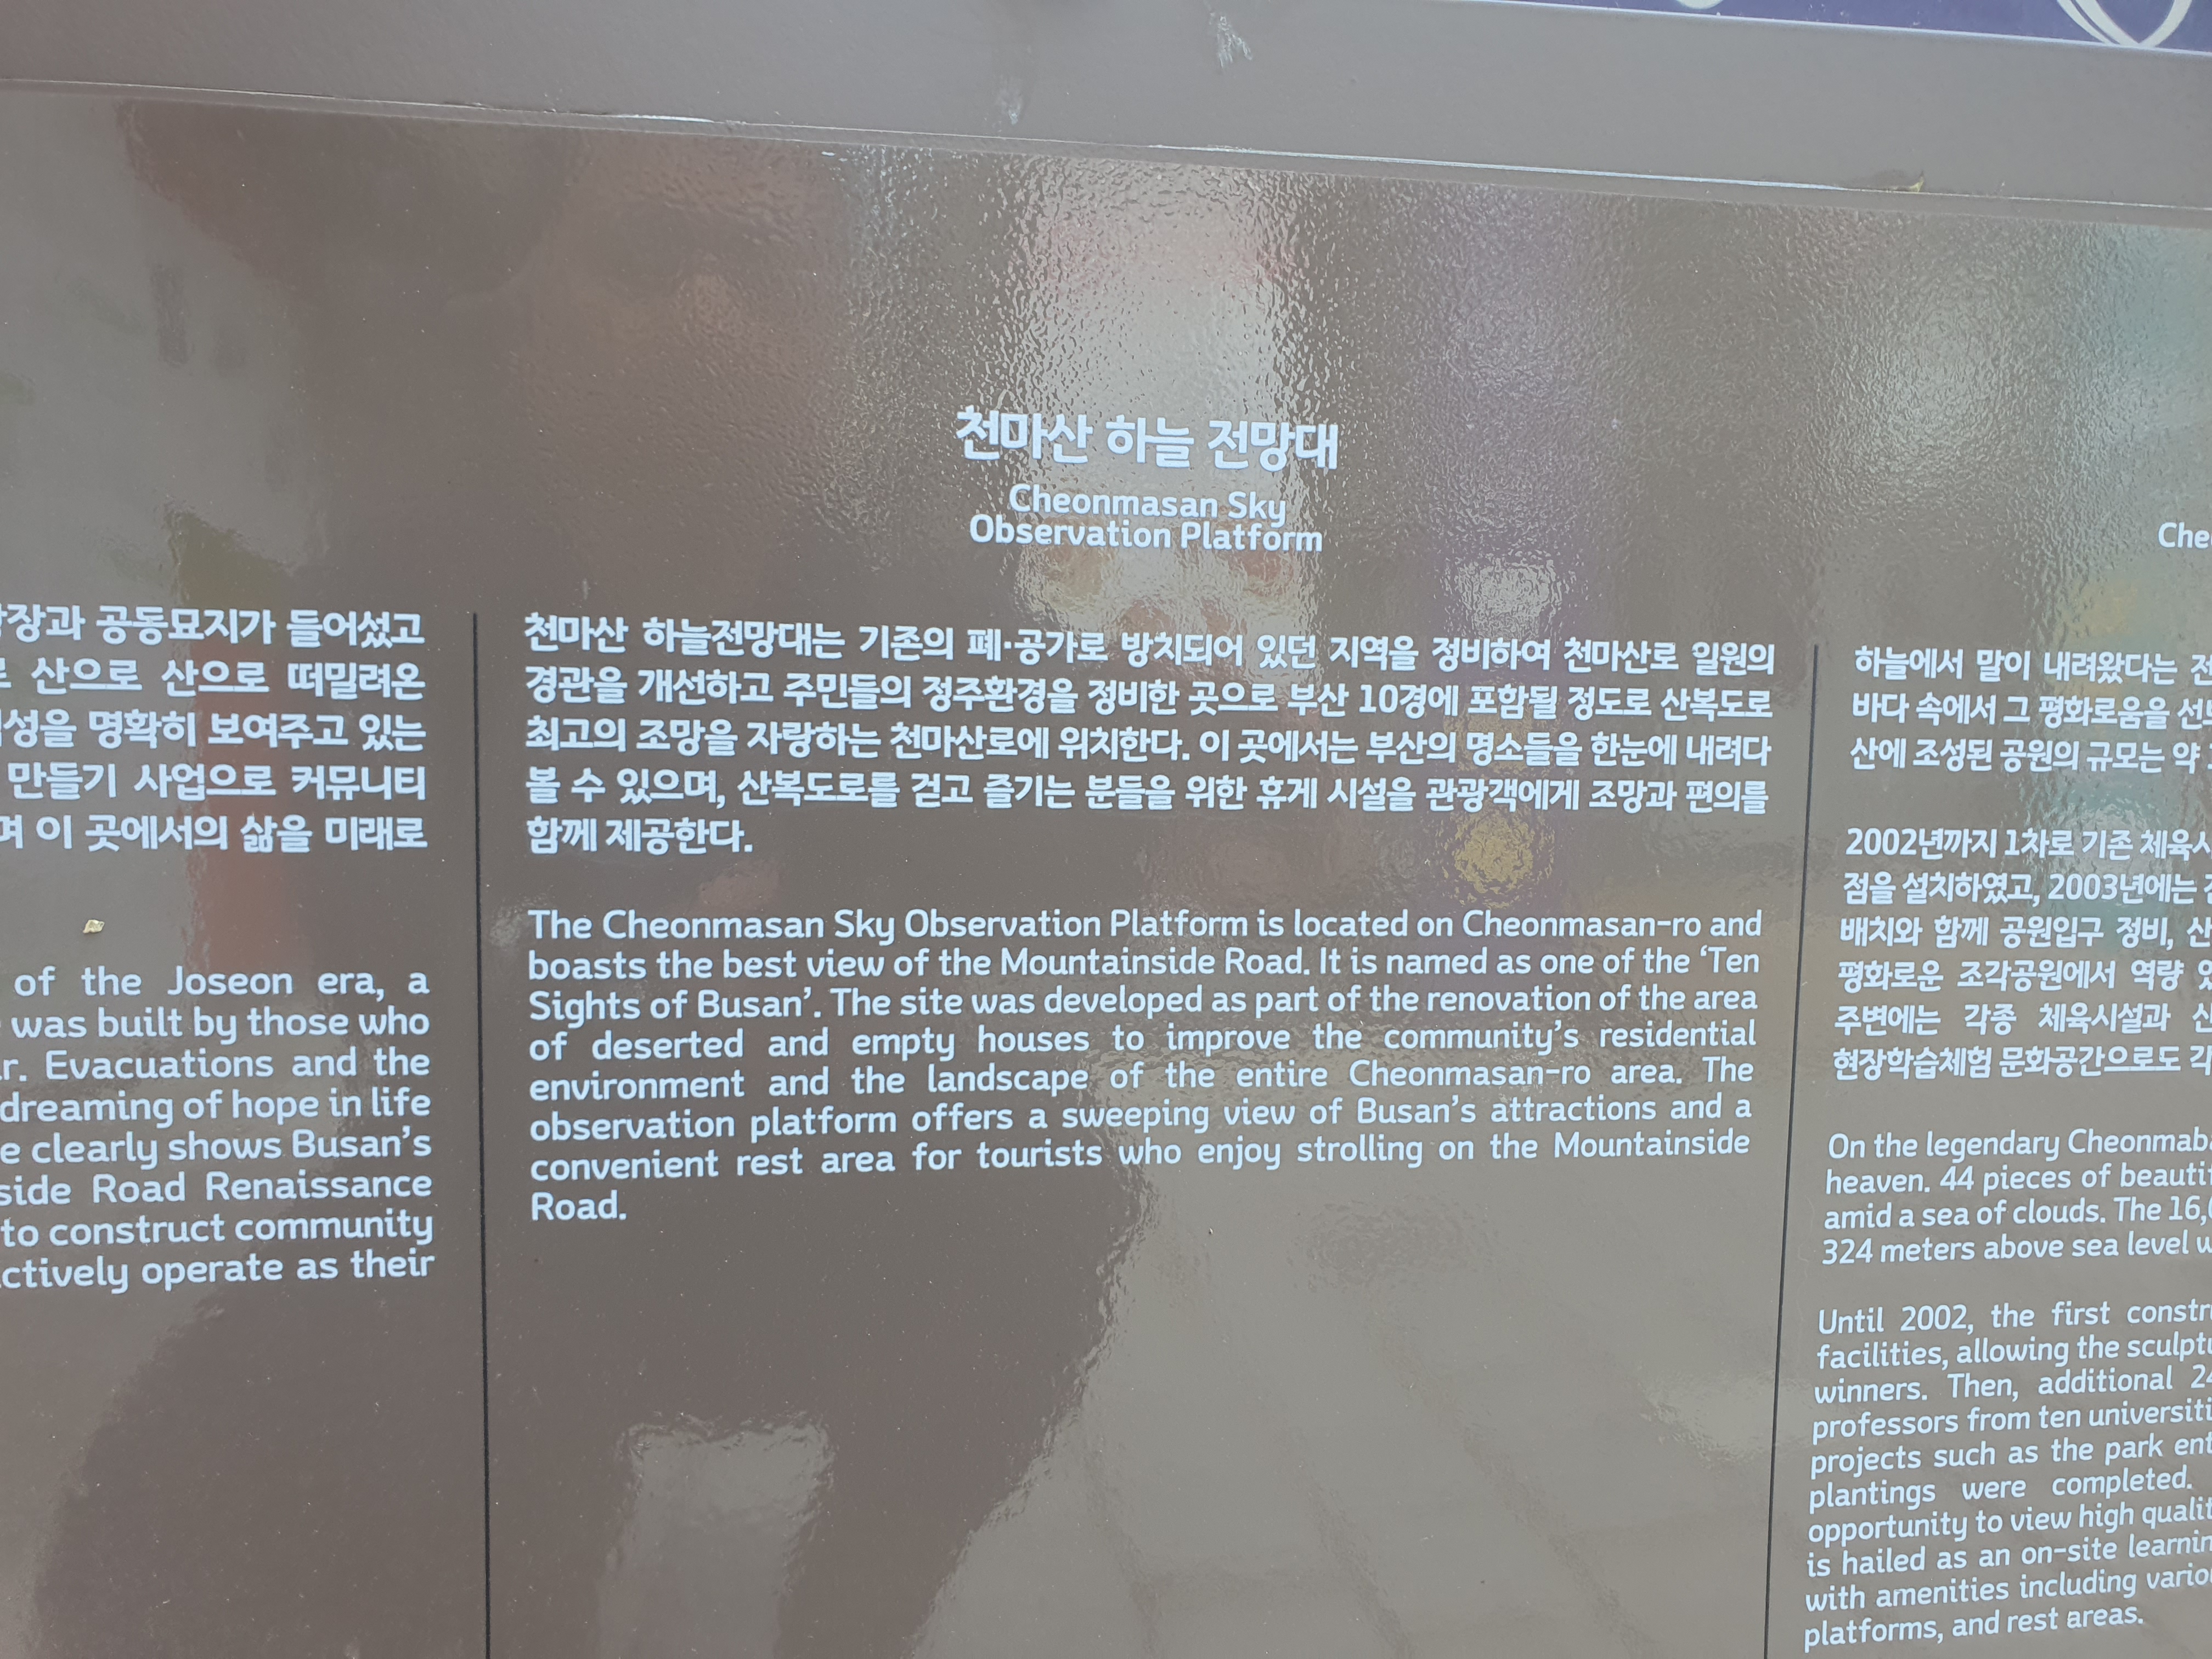 천마산 하늘 전망대
Cheonmasan Sky
Observation Platform
공동묘지가 들어섰고
산으로 산으로 떠밀려온
명확히 보여주고 있는
만들기 사업으로 커뮤니티
이 곳에서의 삶을 미래로
of the Joseon era, a
was built by those who
Evacuations and the
dreaming of hope in life
clearly shows Busan's
Road Renaissance
to construct community
operate as their
천마산 하늘전망대는 기존의 폐·공가로 방치되어 있던 지역을 정비하여 천마산로 일원의
경관을 개선하고 주민들의 정주환경을 정비한 곳으로 부산 10경에 포함될 정도로 산복도로
최고의 조망을 자랑하는 천마산로에 위치한다. 이 곳에서는 부산의 명소들을 한눈에 내려다
볼 수 있으며, 산복도로를 걷고 즐기는 분들을 위한 휴게 시설을 관광객에게 조망과 편의를
함께 제공한다.
The Cheonmasan Sky Observation Platform is located on Cheonmasan-ro and
boasts the best view of the Mountainside Road. It is named as one of the ‘Ten
Sights of Busan’. The site was developed as part of the renovation of the area
of deserted and empty houses to improve the community's residential
environment and the landscape of the entire Cheonmasan-ro area. The
observation platform offers a sweeping view of Busan's attractions and a
convenient rest area for tourists who enjoy strolling on the Mountainside
Road.
하늘에서 말이 내려왔다는
바다 속에서 그 평화로움을
산에 조성된 공원의 규모는 약
2002년까지 1차로 기존
점을 설치하였고, 2003년에는
배치와 함께 공원입구 정비,
평화로운 조각공원에서 역량
주변에는 각종 체육시설과
현장학습체험 문화공간으로도
On the legendary
heaven. 44 pieces of
amid a sea of clouds. The
324 meters above sea level
Until 2002, the first
facilities, allowing the
winners. Then, additional
professors from ten
projects such as the park
plantings were completed.
opportunity to view high
is hailed as an on-site
with amenities including
platforms, and rest areas.